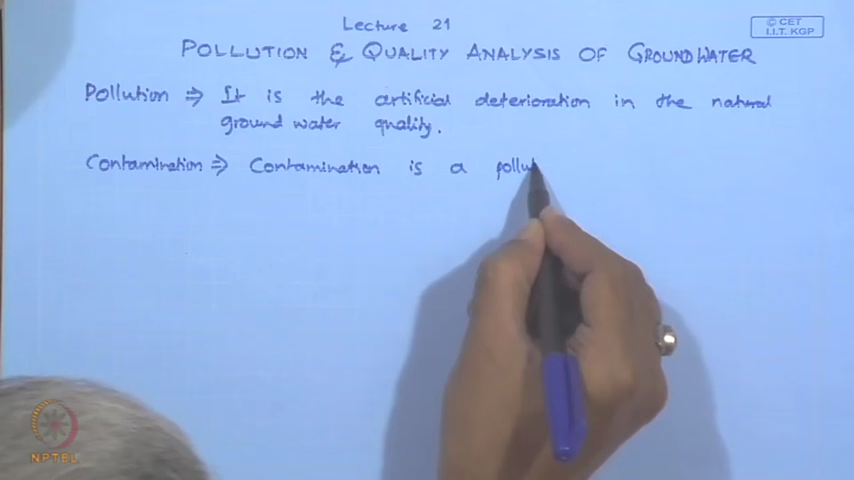 Lecture 21
© CET
I.I.T. KGP
POLLUTION & QUALITY ANALYSIS OF GROUNDWATER
Pollution ⇒ It is the artificial deterioration in the natural
ground water quality.
Contamination ⇒ Contamination is a pollu
NPTEL